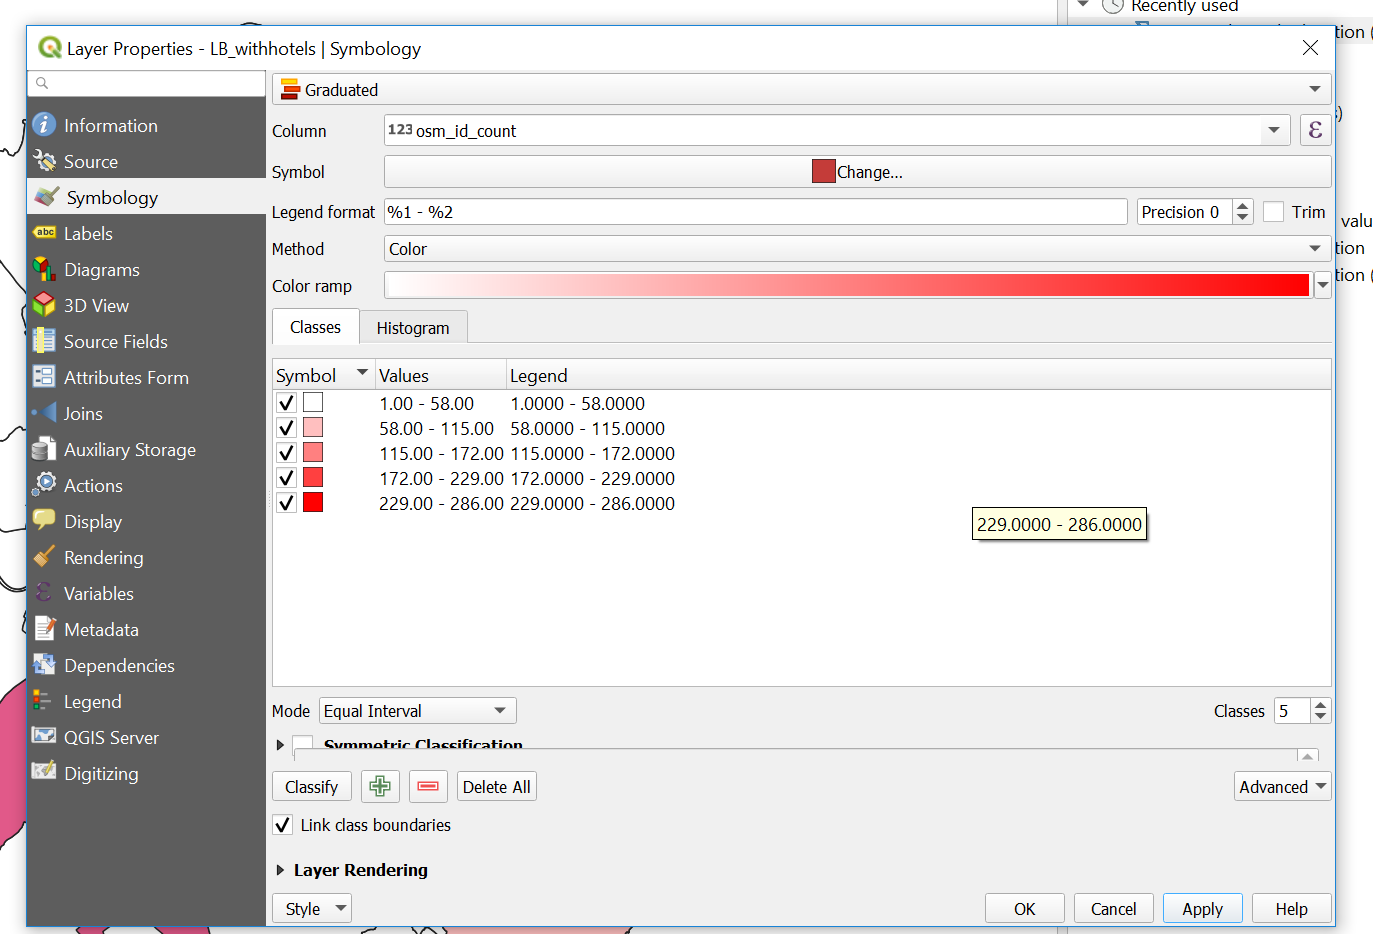 Recently used
Layer Properties - LB_withhotels | Symbology
tion (
Graduated
Information
Column
123 osm_id_count
ε
)
Source
Symbol
Change...
Symbology
Legend format
%1 - %2
Precision 0
Trim
valu
Labels
abc
Method
Color
tion
Diagrams
Color ramp
tion (
3D View
Classes
Histogram
Source Fields
Symbol
Values
Legend
Attributes Form
1.00 - 58.00
1.0000 - 58.0000
Joins
58.00 - 115.00
58.0000 - 115.0000
Auxiliary Storage
115.00 - 172.00
115.0000 - 172.0000
Actions
172.00 - 229.00
172.0000 - 229.0000
Display
229.00 - 286.00
229.0000 - 286.0000
229.0000 - 286.0000
Rendering
Variables
Metadata
Dependencies
Legend
Mode
Equal Interval
Classes
5
QGIS Server
Symmetric Classification
Digitizing
Classify
Delete All
Advanced
Link class boundaries
Layer Rendering
Style
OK
Cancel
Apply
Help